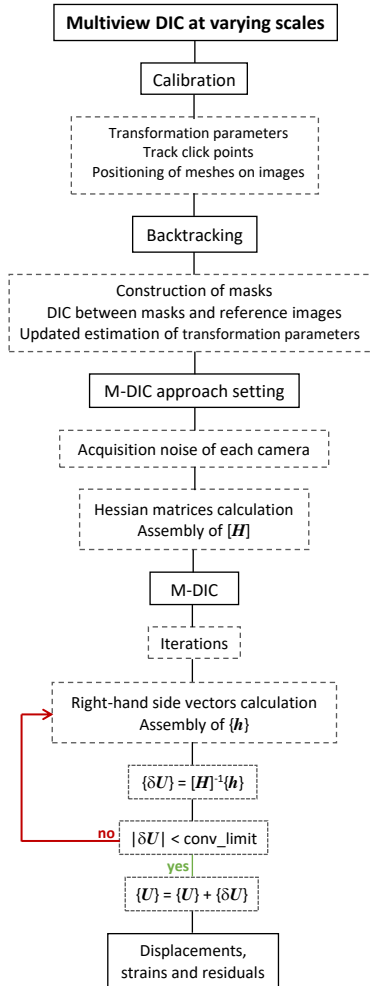 Multiview DIC at varying scales
Calibration
Transformation parameters
Track click points
Positioning of meshes on images
Backtracking
Construction of masks
DIC between masks and reference images
Updated estimation of transformation parameters
M-DIC approach setting
Acquisition noise of each camera
Hessian matrices calculation
Assembly of [H]
M-DIC
Iterations
Right-hand side vectors calculation
Assembly of {h}
{δU} = [H]⁻¹{h}
no
|δU| < conv_limit
yes
{U} = {U} + {δU}
Displacements,
strains and residuals